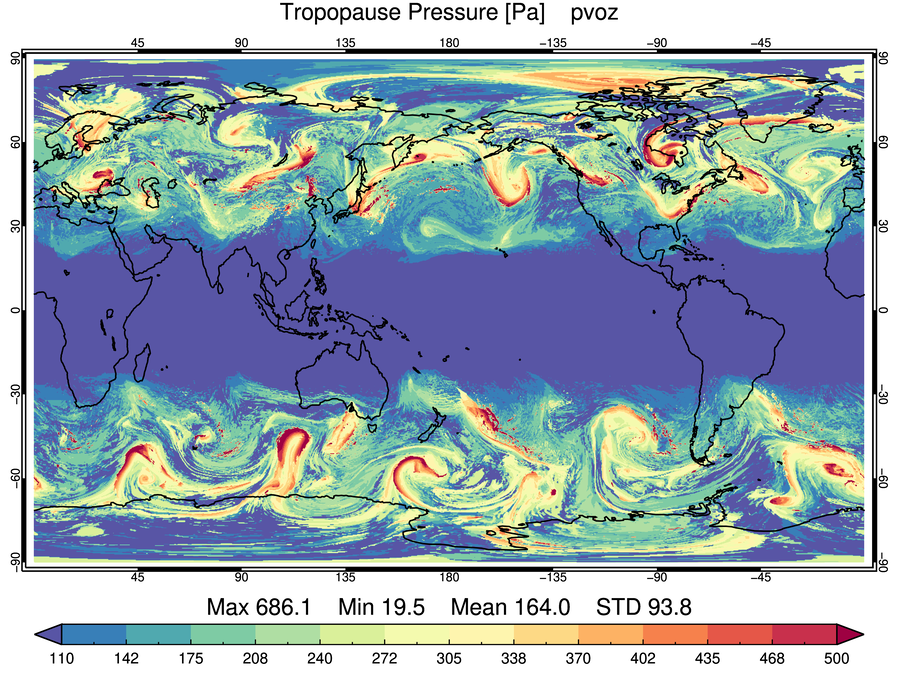 Tropopause Pressure [Pa] pvoz
45 90 135 180 −135 −90 −45
90 90
60 60
30 30
0 0
−30 −30
−60 −60
−90 −90
45 90 135 180 −135 −90 −45
Max 686.1 Min 19.5 Mean 164.0 STD 93.8
110 142 175 208 240 272 305 338 370 402 435 468 500